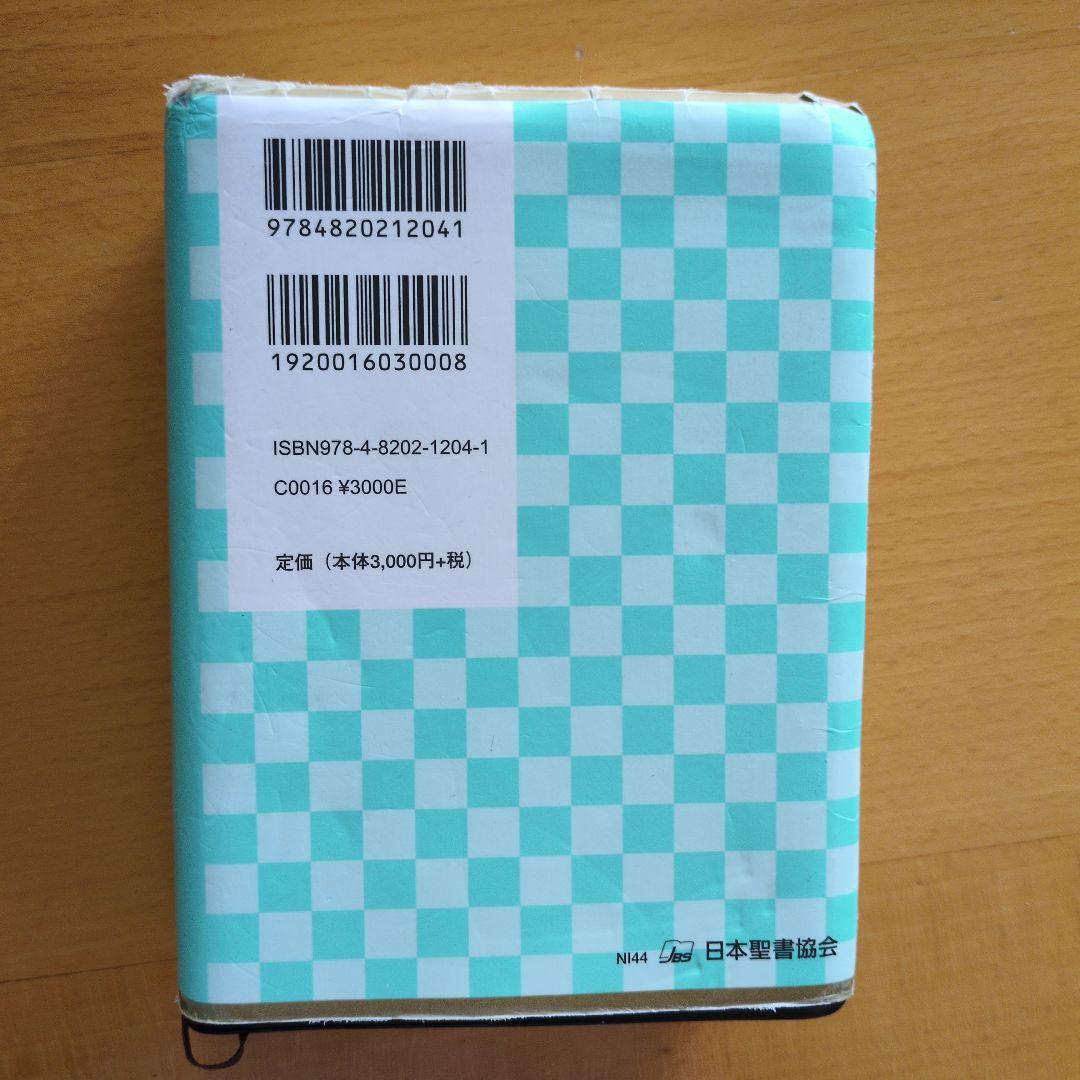 9784820212041
1920016030008
ISBN978-4-8202-1204-1
C0016 ¥3000E
定価（本体3,000円+税）
NI44 JBS 日本聖書協会